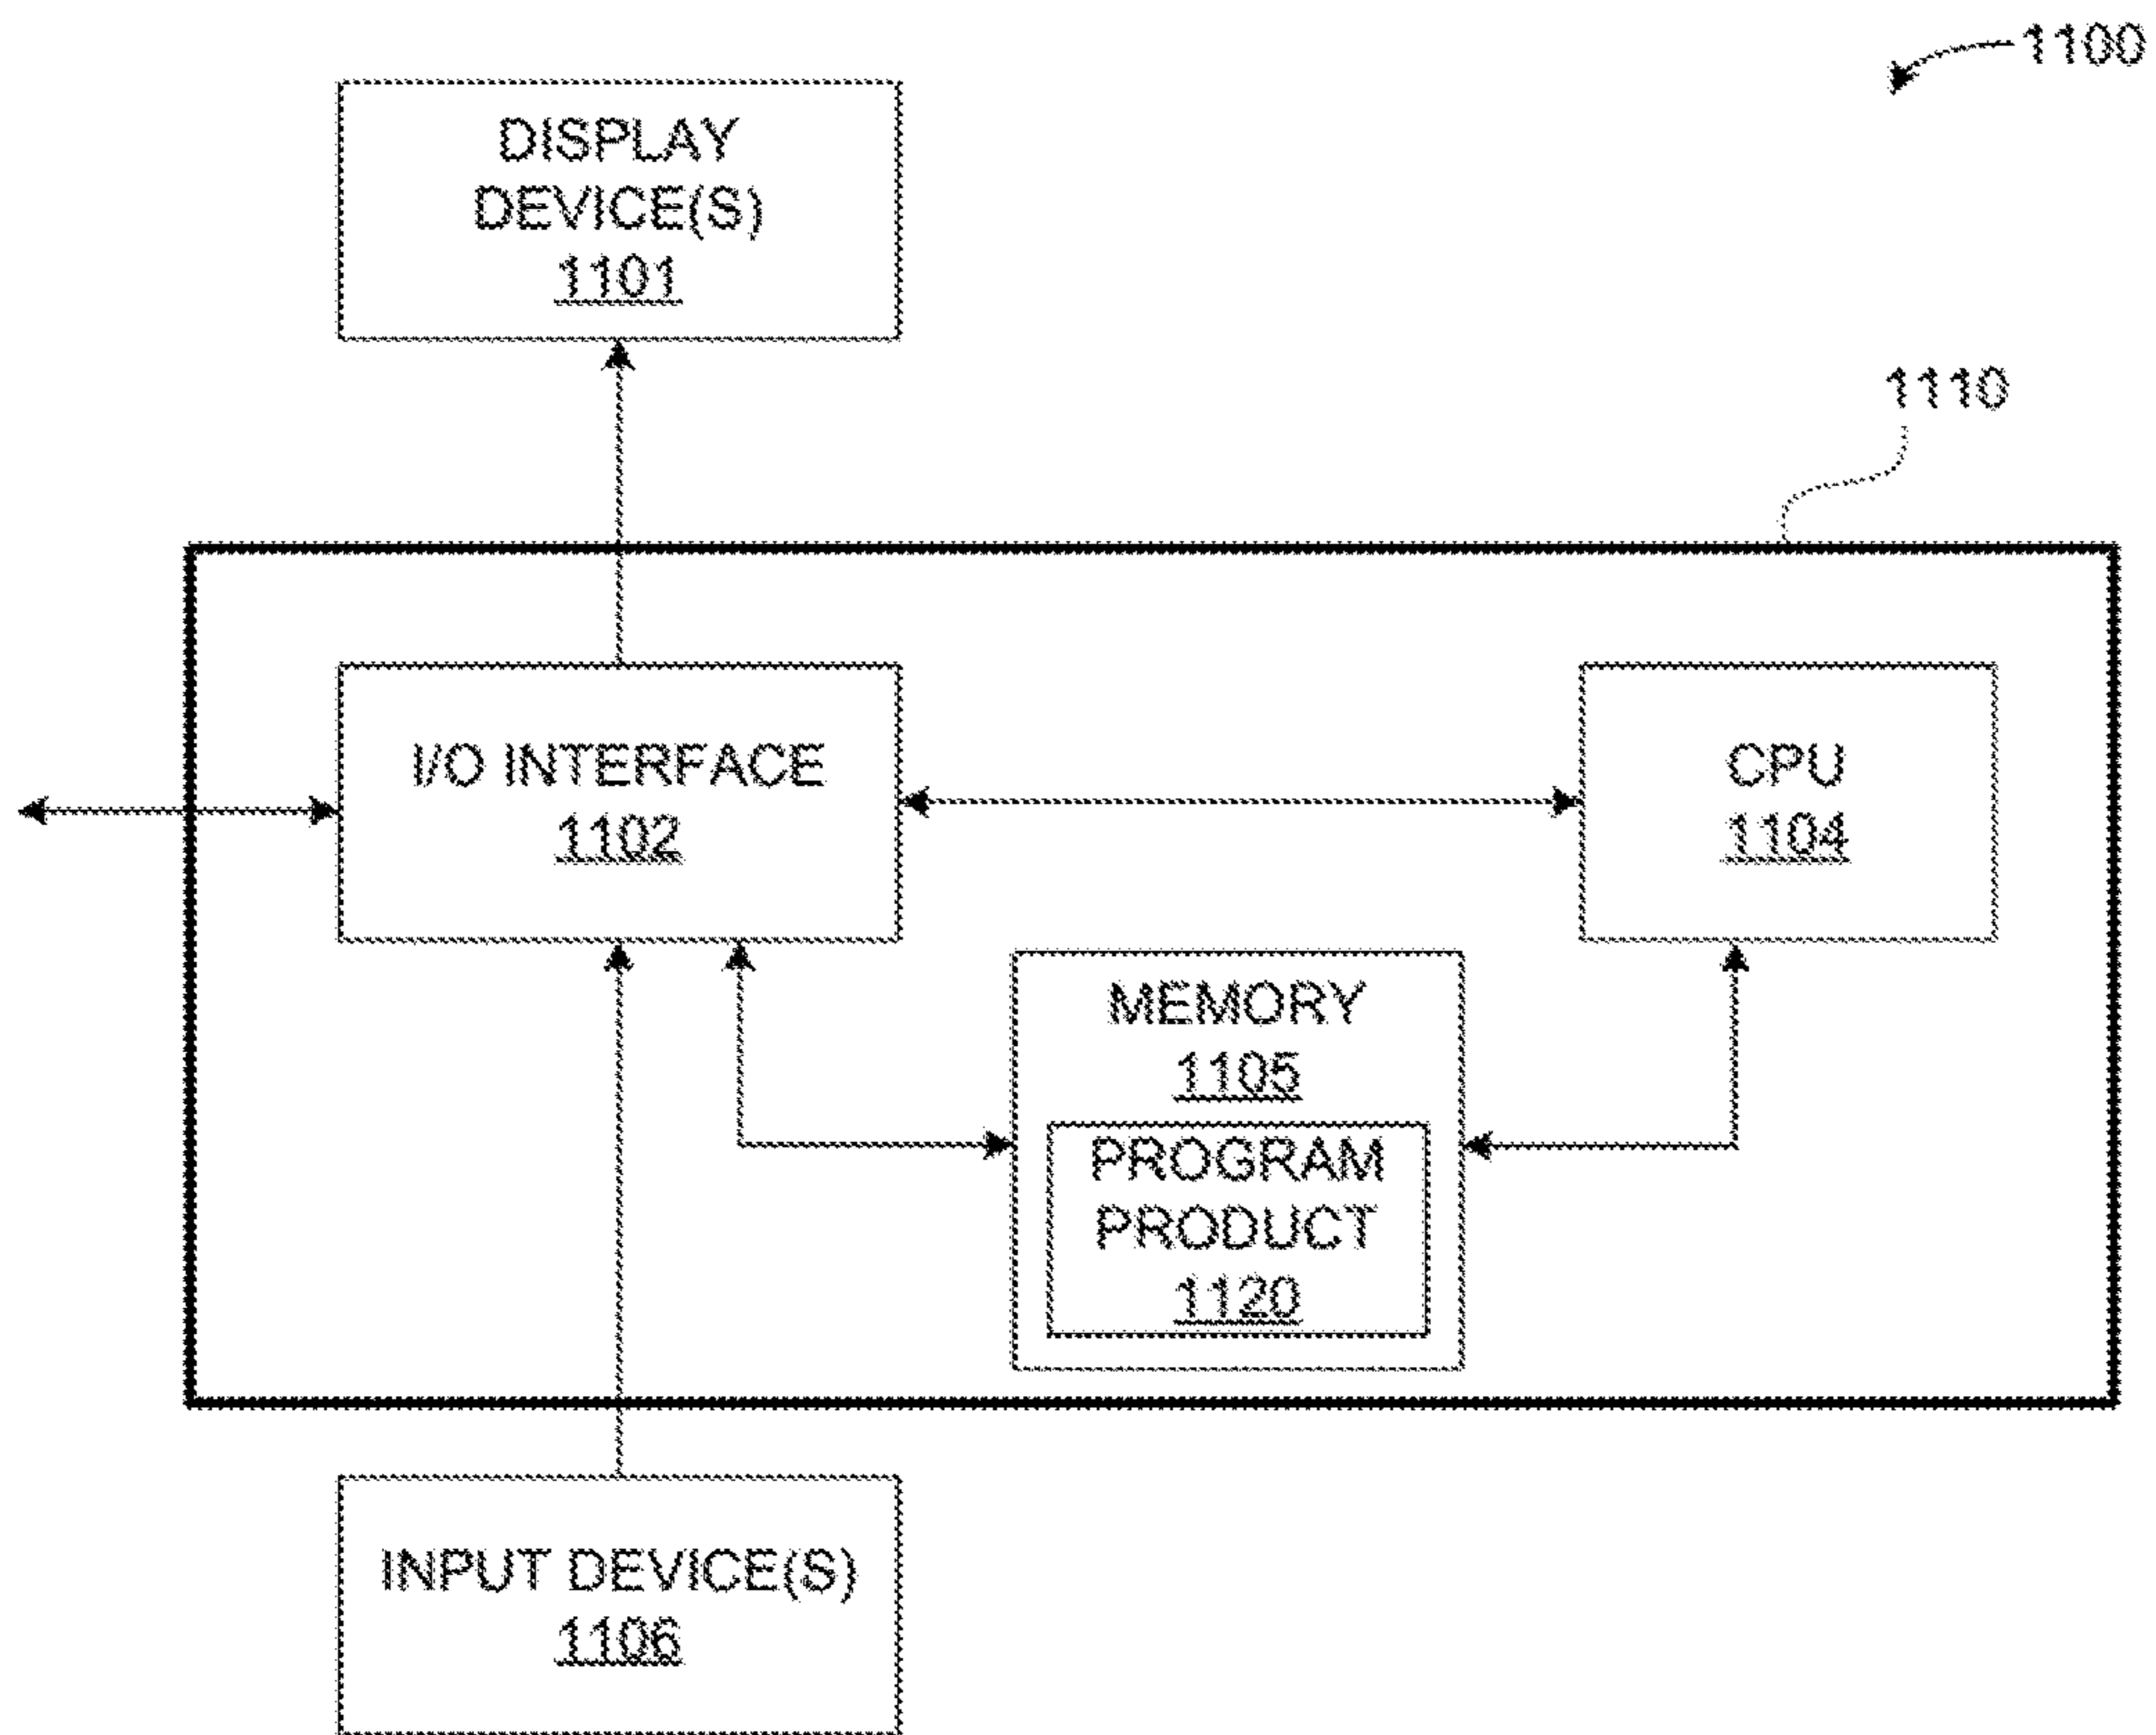 1100
DISPLAY
DEVICE(S)
1101
1110
I/O INTERFACE
1102
CPU
1104
MEMORY
1105
PROGRAM
PRODUCT
1120
INPUT DEVICE(S)
1106